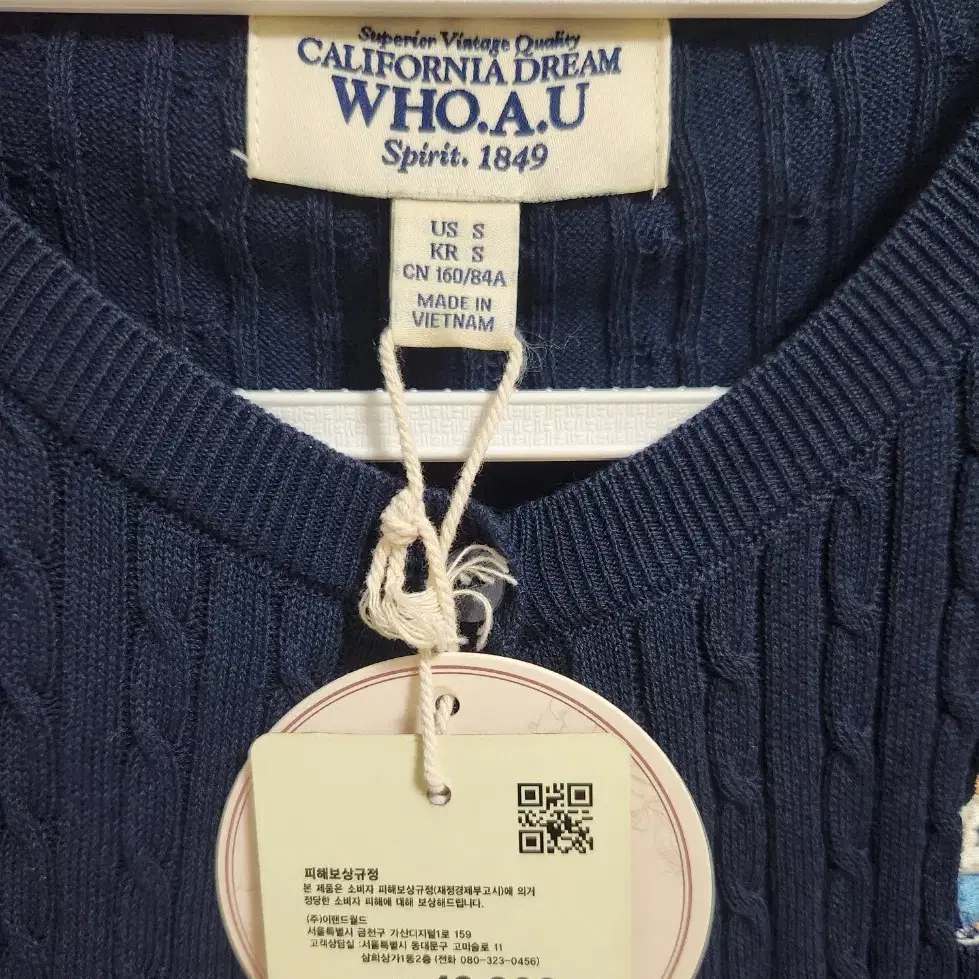 Superior Vintage Quality
CALIFORNIA DREAM
WHO.A.U
Spirit. 1849
US S
KR S
CN 160/84A
MADE IN
VIETNAM
피해보상규정
본 제품은 소비자 피해보상규정(재정경제부고시)에 의거
정당한 소비자 피해에 대해 보상해드립니다.
(주)이랜드월드
서울특별시 금천구 가산디지털1로 159
고객상담실 :서울특별시 동대문구 고미술로 11
삼희상가1동2층 (전화 080-323-0456)